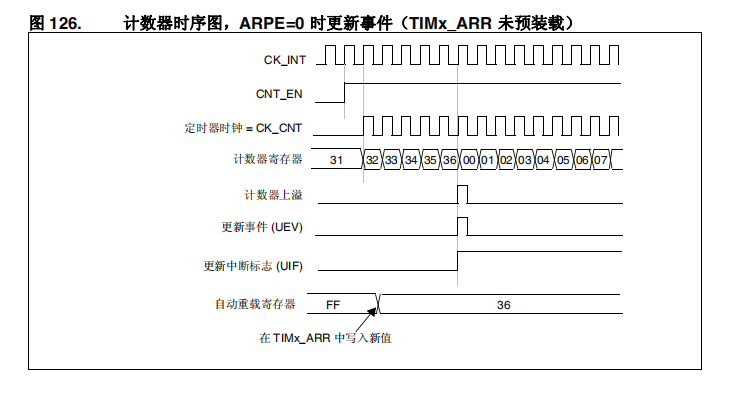 图 126. 计数器时序图，ARPE=0 时更新事件（TIMx_ARR 未预装载）
CK_INT
CNT_EN
定时器时钟 = CK_CNT
计数器寄存器 31 32 33 34 35 36 00 01 02 03 04 05 06 07
计数器上溢
更新事件 (UEV)
更新中断标志 (UIF)
自动重载寄存器 FF 36
在 TIMx_ARR 中写入新值